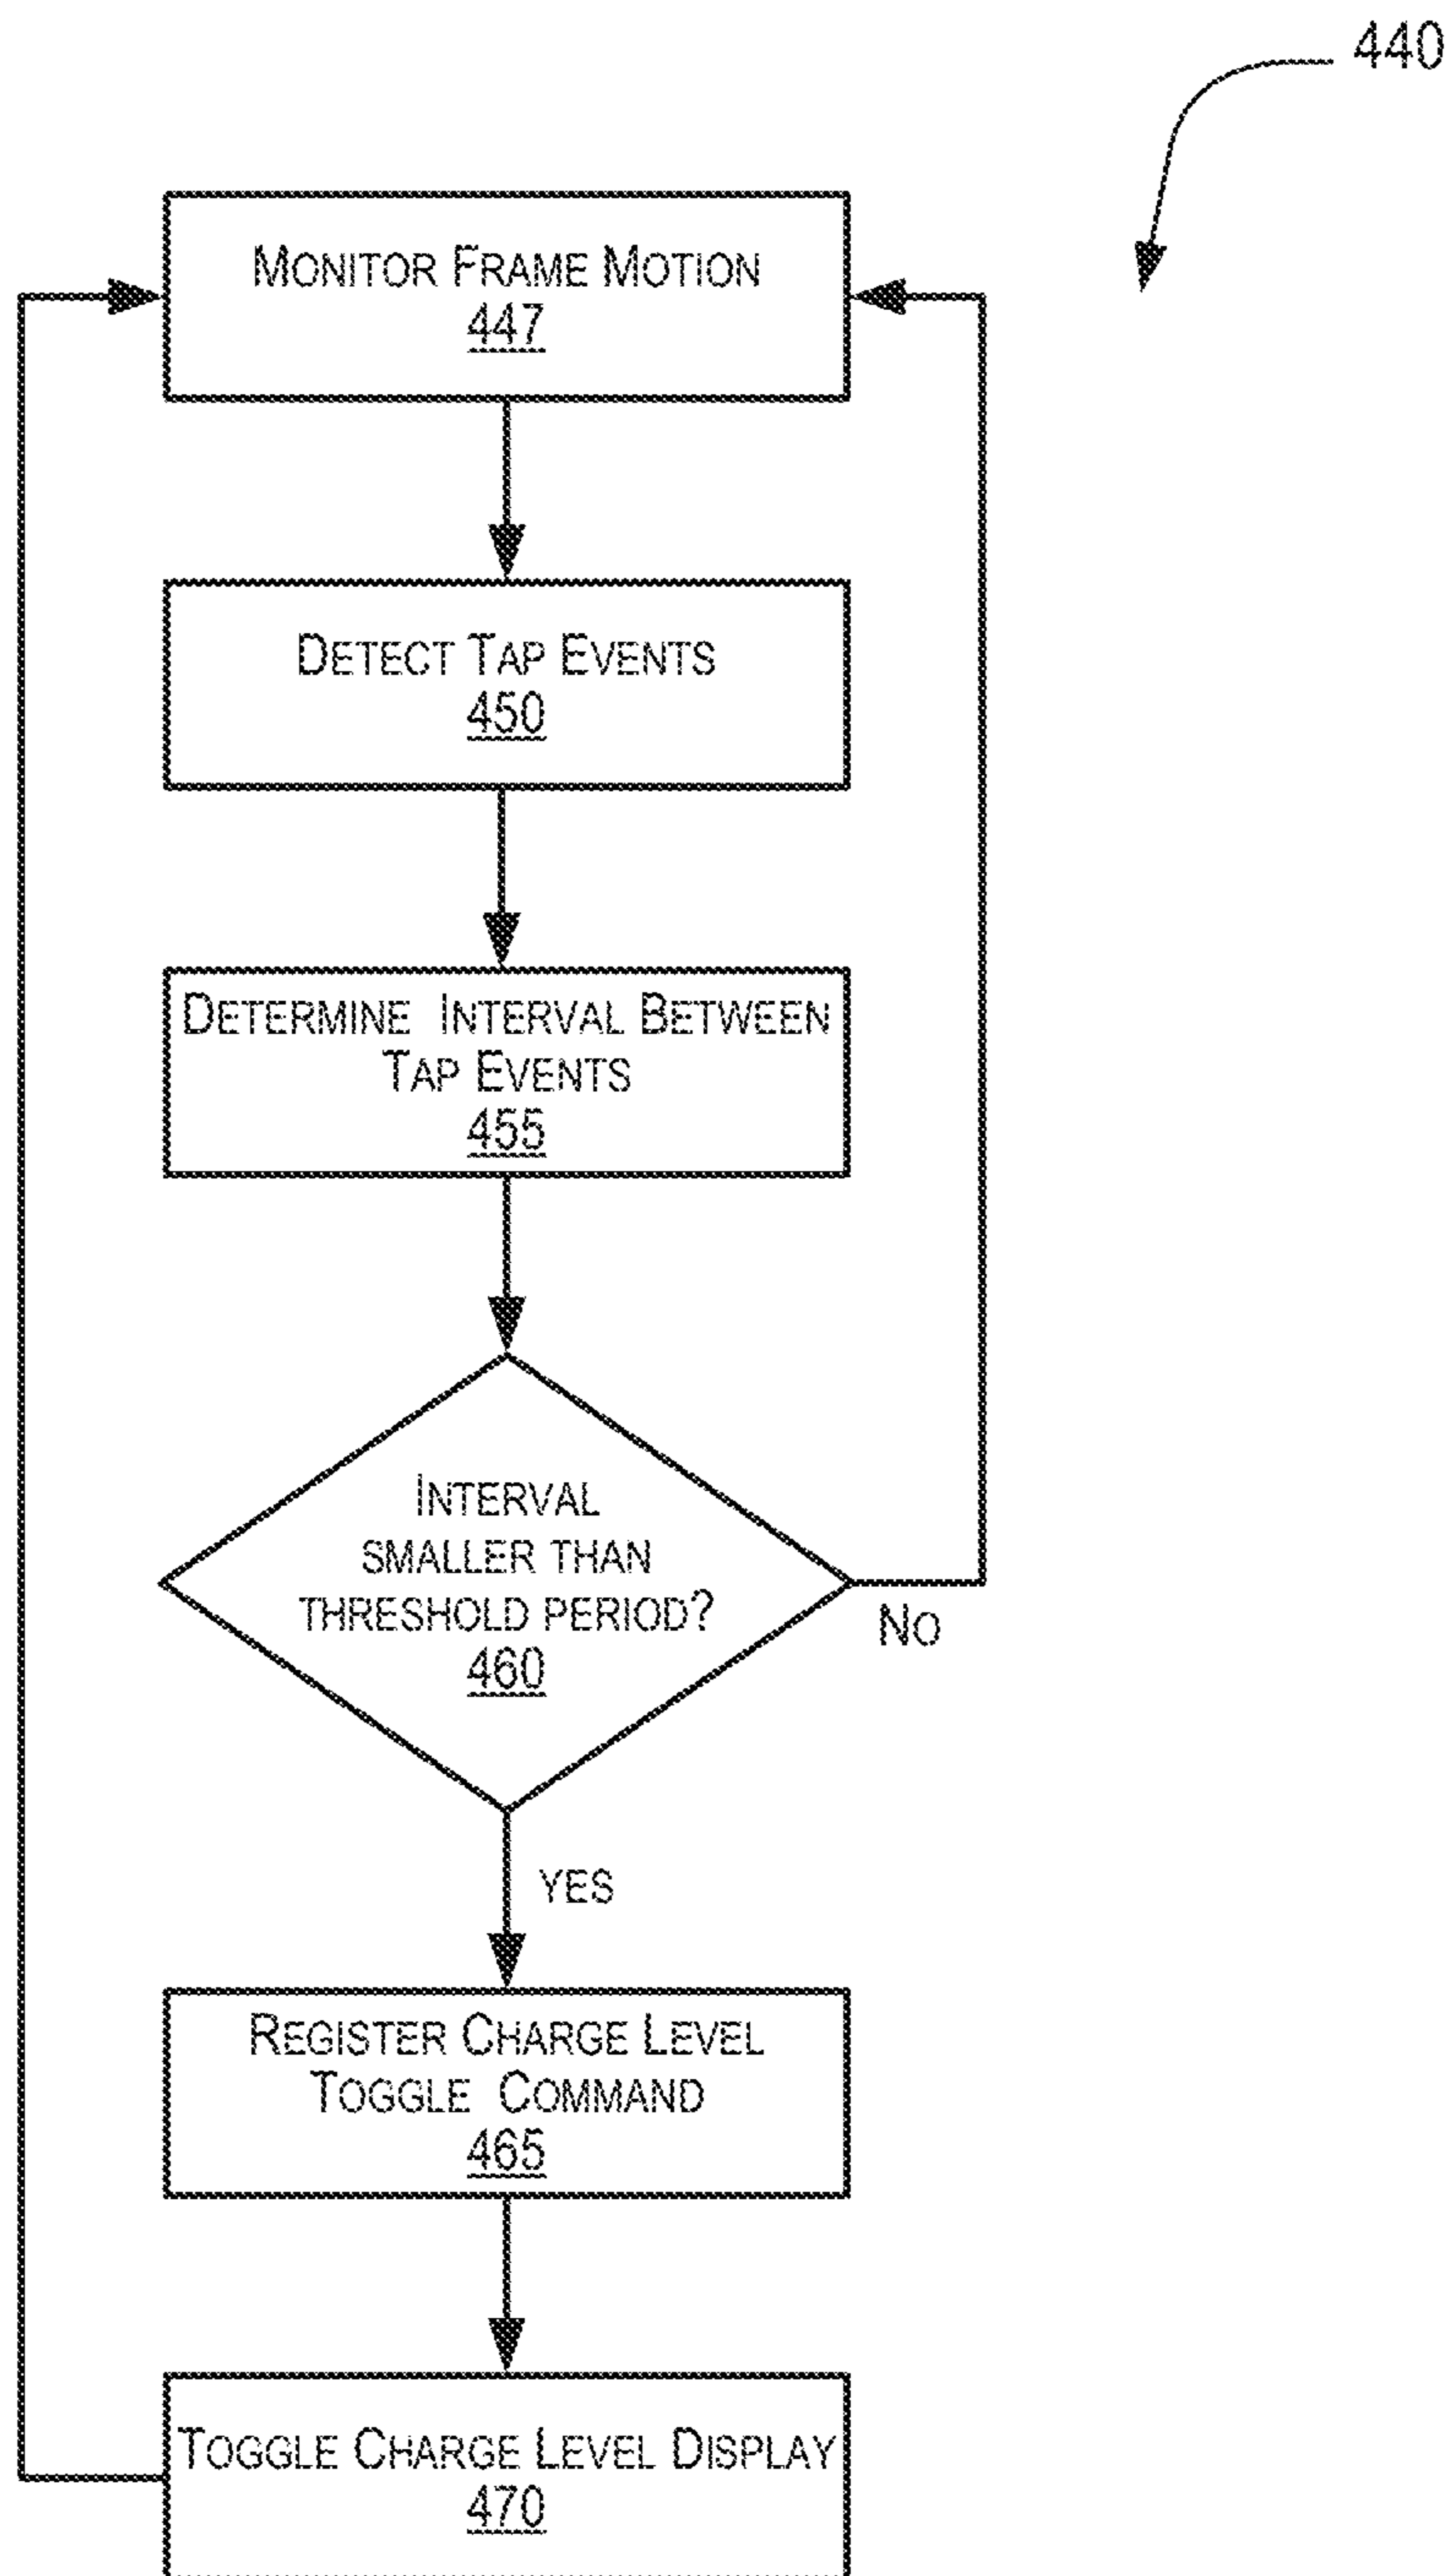 440
MONITOR FRAME MOTION
447
DETECT TAP EVENTS
450
DETERMINE INTERVAL BETWEEN
TAP EVENTS
455
INTERVAL
SMALLER THAN
THRESHOLD PERIOD?
460
NO
YES
REGISTER CHARGE LEVEL
TOGGLE COMMAND
465
TOGGLE CHARGE LEVEL DISPLAY
470